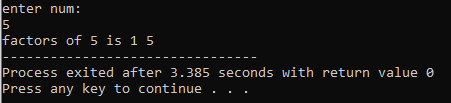 enter num:
5
factors of 5 is 1 5
--------------------------------
Process exited after 3.385 seconds with return value 0
Press any key to continue . . .